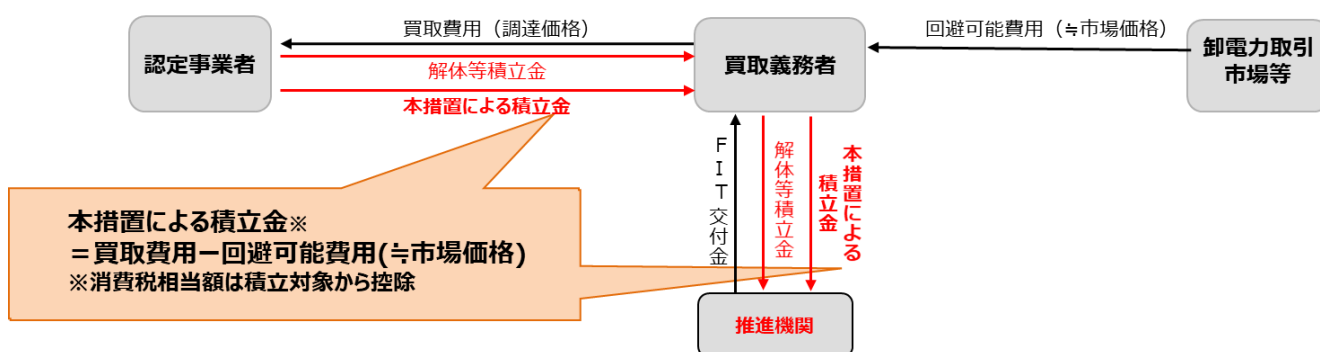 買取費用（調達価格）
認定事業者
解体等積立金
本措置による積立金
買取義務者
回避可能費用（≒市場価格）
卸電力取引
市場等
ＦＩＴ交付金
解体等積立金
本措置による
積立金
本措置による積立金※
＝買取費用ー回避可能費用(≒市場価格)
※消費税相当額は積立対象から控除
推進機関